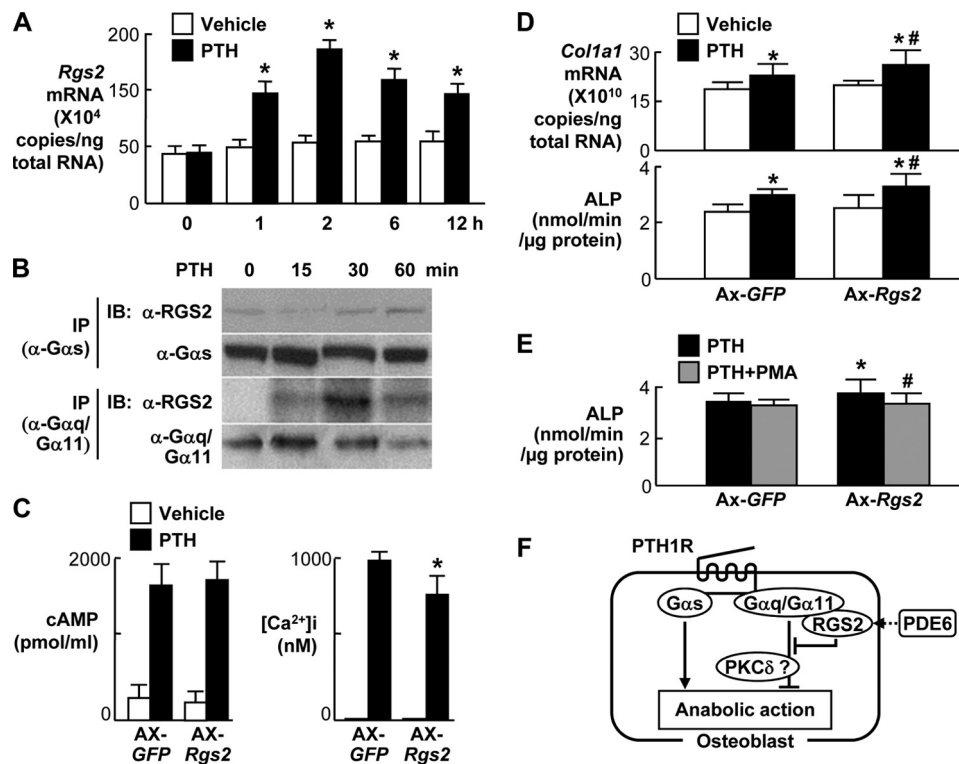 A
Vehicle
PTH
Rgs2
mRNA
(X10⁴
copies/ng
total RNA)
200
150
50
0
* * * *
0 1 2 6 12 h
B
PTH 0 15 30 60 min
IP
(α-Gαs)
IB: α-RGS2
α-Gαs
IP
(α-Gαq/
Gα11)
IB: α-RGS2
α-Gαq/
Gα11
C
Vehicle
PTH
cAMP
(pmol/ml)
2000
0
AX-
GFP
AX-
Rgs2
[Ca²⁺]i
(nM)
1000
0
*
AX-
GFP
AX-
Rgs2
D
Vehicle
PTH
Col1a1
mRNA
(X10¹⁰
copies/ng
total RNA)
30
15
0
* *#
ALP
(nmol/min
/μg protein)
4
2
0
* *#
Ax-GFP Ax-Rgs2
E
PTH
PTH+PMA
ALP
(nmol/min
/μg protein)
4
2
0
* #
Ax-GFP Ax-Rgs2
F
PTH1R
Gαs
Gαq/Gα11
RGS2
PDE6
PKCδ ?
Anabolic action
Osteoblast